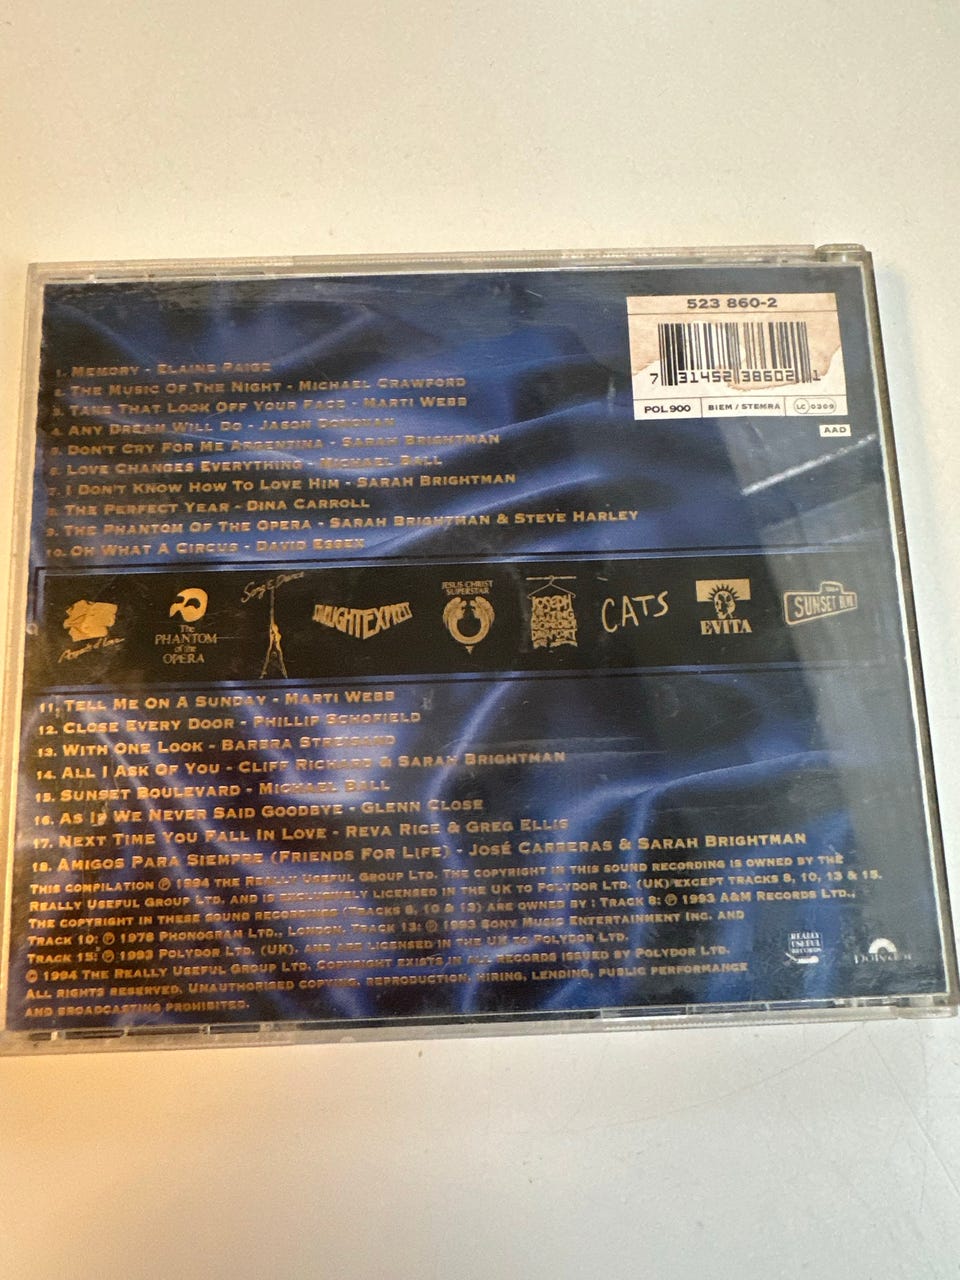 523 860-2
7 31452 38602 1
POL 900 BIEM / STEMRA LC 0309
AAD
1. Memory - Elaine Paige
2. The Music Of The Night - Michael Crawford
3. Take That Look Off Your Face - Marti Webb
4. Any Dream Will Do - Jason Donovan
5. Don't Cry For Me Argentina - Sarah Brightman
6. Love Changes Everything - Michael Ball
7. I Don't Know How To Love Him - Sarah Brightman
8. The Perfect Year - Dina Carroll
9. The Phantom Of The Opera - Sarah Brightman & Steve Harley
10. Oh What A Circus - David Essex
Aspects of Love
The
PHANTOM
of the
OPERA
Song & Dance
STARLIGHT EXPRESS
JESUS CHRIST
SUPERSTAR
JOSEPH
AMAZING
DREAMCOAT
CATS
EVITA
SUNSET BLVD
11. Tell Me On A Sunday - Marti Webb
12. Close Every Door - Phillip Schofield
13. With One Look - Barbra Streisand
14. All I Ask Of You - Cliff Richard & Sarah Brightman
15. Sunset Boulevard - Michael Ball
16. As If We Never Said Goodbye - Glenn Close
17. Next Time You Fall In Love - Reva Rice & Greg Ellis
18. Amigos Para Siempre (Friends For Life) - José Carreras & Sarah Brightman
This compilation ℗ 1994 The Really Useful Group Ltd. The copyright in this sound recording is owned by The
Really Useful Group Ltd. and is exclusively licensed in the UK to Polydor Ltd. (UK) except tracks 8, 10, 13 & 15.
The copyright in these sound recordings (Tracks 8, 10 & 13) are owned by : Track 8: ℗ 1993 A&M Records Ltd.,
Track 10: ℗ 1978 Phonogram Ltd., London, Track 13: ℗ 1993 Sony Music Entertainment Inc. and
Track 15: ℗ 1993 Polydor Ltd. (UK), and are licensed in the UK to Polydor Ltd.
© 1994 The Really Useful Group Ltd. Copyright exists in all records issued by Polydor Ltd.
All rights reserved. Unauthorised copying, reproduction, hiring, lending, public performance
and broadcasting prohibited.
REALLY
USEFUL
RECORDS
polydor